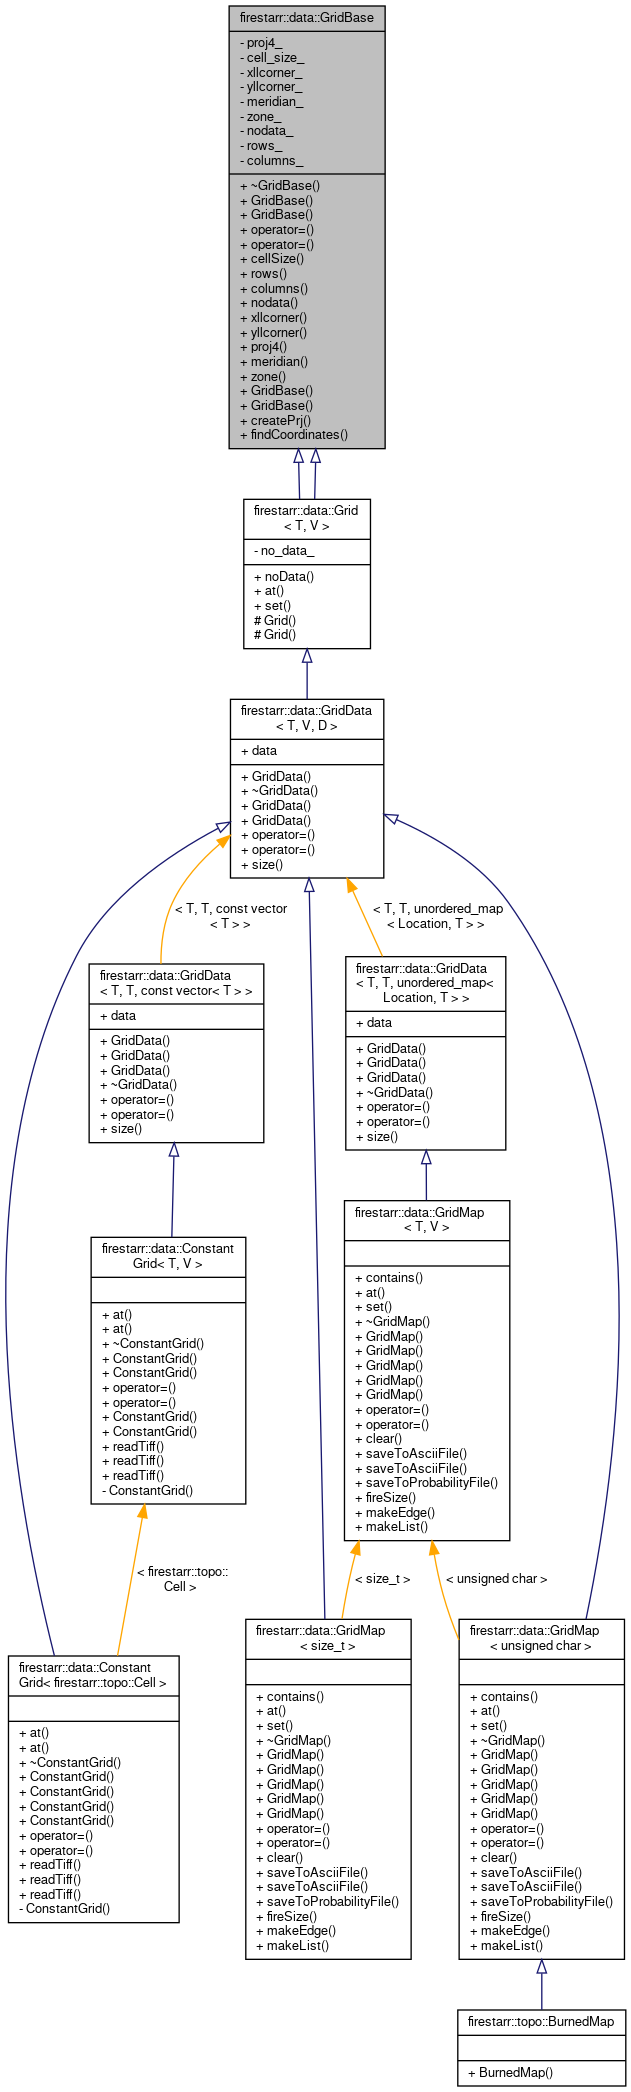 firestarr::data::GridBase
- proj4_
- cell_size_
- xllcorner_
- yllcorner_
- meridian_
- zone_
- nodata_
- rows_
- columns_
+ ~GridBase()
+ GridBase()
+ GridBase()
+ operator=()
+ operator=()
+ cellSize()
+ rows()
+ columns()
+ nodata()
+ xllcorner()
+ yllcorner()
+ proj4()
+ meridian()
+ zone()
+ GridBase()
+ GridBase()
+ createPrj()
+ findCoordinates()
firestarr::data::Grid
< T, V >
- no_data_
+ noData()
+ at()
+ set()
# Grid()
# Grid()
firestarr::data::GridData
< T, V, D >
+ data
+ GridData()
+ ~GridData()
+ GridData()
+ GridData()
+ operator=()
+ operator=()
+ size()
< T, T, const vector
< T > >
< T, T, unordered_map
< Location, T > >
firestarr::data::GridData
< T, T, const vector< T > >
+ data
+ GridData()
+ GridData()
+ GridData()
+ ~GridData()
+ operator=()
+ operator=()
+ size()
firestarr::data::GridData
< T, T, unordered_map<
Location, T > >
+ data
+ GridData()
+ GridData()
+ GridData()
+ ~GridData()
+ operator=()
+ operator=()
+ size()
firestarr::data::Constant
Grid< T, V >
+ at()
+ at()
+ ~ConstantGrid()
+ ConstantGrid()
+ ConstantGrid()
+ operator=()
+ operator=()
+ ConstantGrid()
+ ConstantGrid()
+ readTiff()
+ readTiff()
+ readTiff()
- ConstantGrid()
firestarr::data::GridMap
< T, V >
+ contains()
+ at()
+ set()
+ ~GridMap()
+ GridMap()
+ GridMap()
+ GridMap()
+ GridMap()
+ GridMap()
+ operator=()
+ operator=()
+ clear()
+ saveToAsciiFile()
+ saveToAsciiFile()
+ saveToProbabilityFile()
+ fireSize()
+ makeEdge()
+ makeList()
< firestarr::topo::
Cell >
< size_t >
< unsigned char >
firestarr::data::Constant
Grid< firestarr::topo::Cell >
+ at()
+ at()
+ ~ConstantGrid()
+ ConstantGrid()
+ ConstantGrid()
+ ConstantGrid()
+ ConstantGrid()
+ operator=()
+ operator=()
+ readTiff()
+ readTiff()
+ readTiff()
- ConstantGrid()
firestarr::data::GridMap
< size_t >
+ contains()
+ at()
+ set()
+ ~GridMap()
+ GridMap()
+ GridMap()
+ GridMap()
+ GridMap()
+ GridMap()
+ operator=()
+ operator=()
+ clear()
+ saveToAsciiFile()
+ saveToAsciiFile()
+ saveToProbabilityFile()
+ fireSize()
+ makeEdge()
+ makeList()
firestarr::data::GridMap
< unsigned char >
+ contains()
+ at()
+ set()
+ ~GridMap()
+ GridMap()
+ GridMap()
+ GridMap()
+ GridMap()
+ GridMap()
+ operator=()
+ operator=()
+ clear()
+ saveToAsciiFile()
+ saveToAsciiFile()
+ saveToProbabilityFile()
+ fireSize()
+ makeEdge()
+ makeList()
firestarr::topo::BurnedMap
+ BurnedMap()